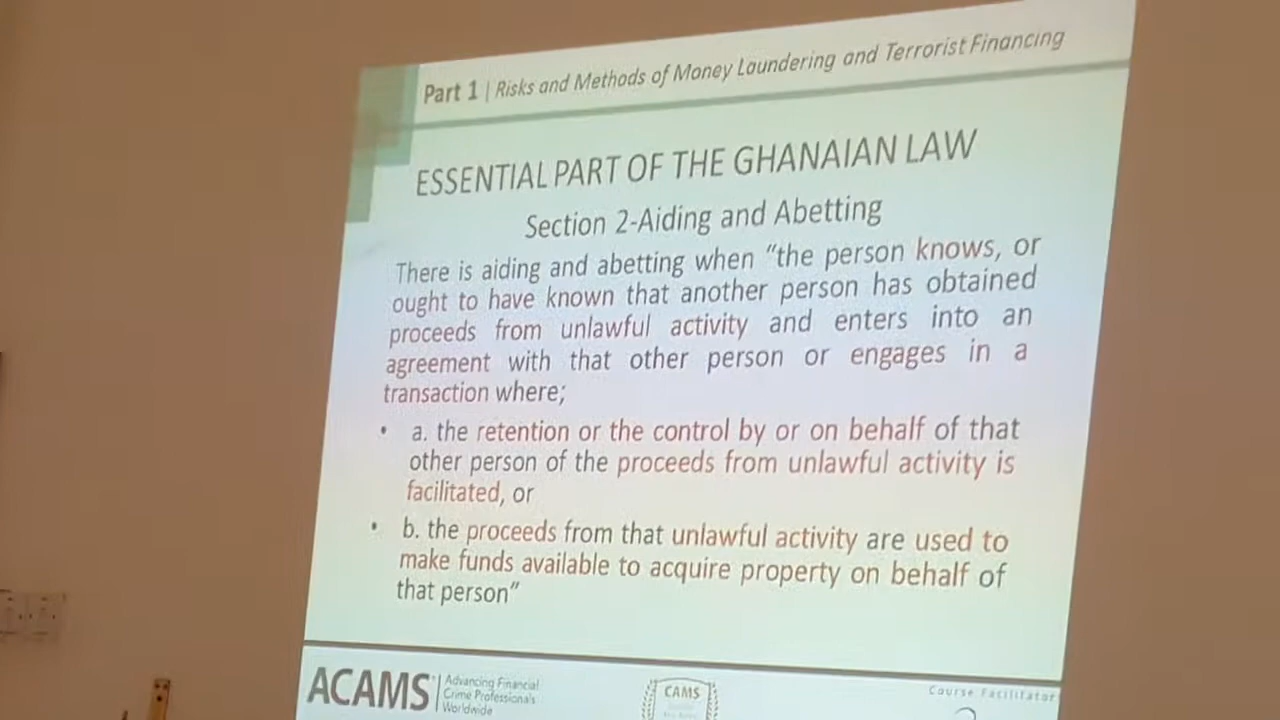 Part 1 | Risks and Methods of Money Laundering and Terrorist Financing
ESSENTIAL PART OF THE GHANAIAN LAW
Section 2-Aiding and Abetting
There is aiding and abetting when “the person knows, or
ought to have known that another person has obtained
proceeds from unlawful activity and enters into an
agreement with that other person or engages in a
transaction where;
• a. the retention or the control by or on behalf of that
other person of the proceeds from unlawful activity is
facilitated, or
• b. the proceeds from that unlawful activity are used to
make funds available to acquire property on behalf of
that person”
ACAMS
Advancing Financial
Crime Professionals
Worldwide
CAMS
Course Facilitator